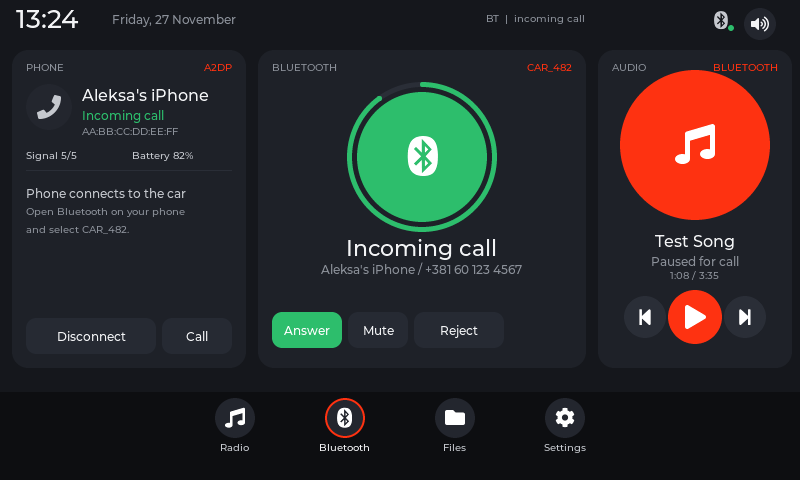 13:24
Friday, 27 November
BT | incoming call
PHONE
A2DP
Aleksa's iPhone
Incoming call
AA:BB:CC:DD:EE:FF
Signal 5/5
Battery 82%
Phone connects to the car
Open Bluetooth on your phone
and select CAR_482.
Disconnect
Call
BLUETOOTH
CAR_482
Incoming call
Aleksa's iPhone / +381 60 123 4567
Answer
Mute
Reject
AUDIO
BLUETOOTH
Test Song
Paused for call
1:08 / 3:35
Radio
Bluetooth
Files
Settings